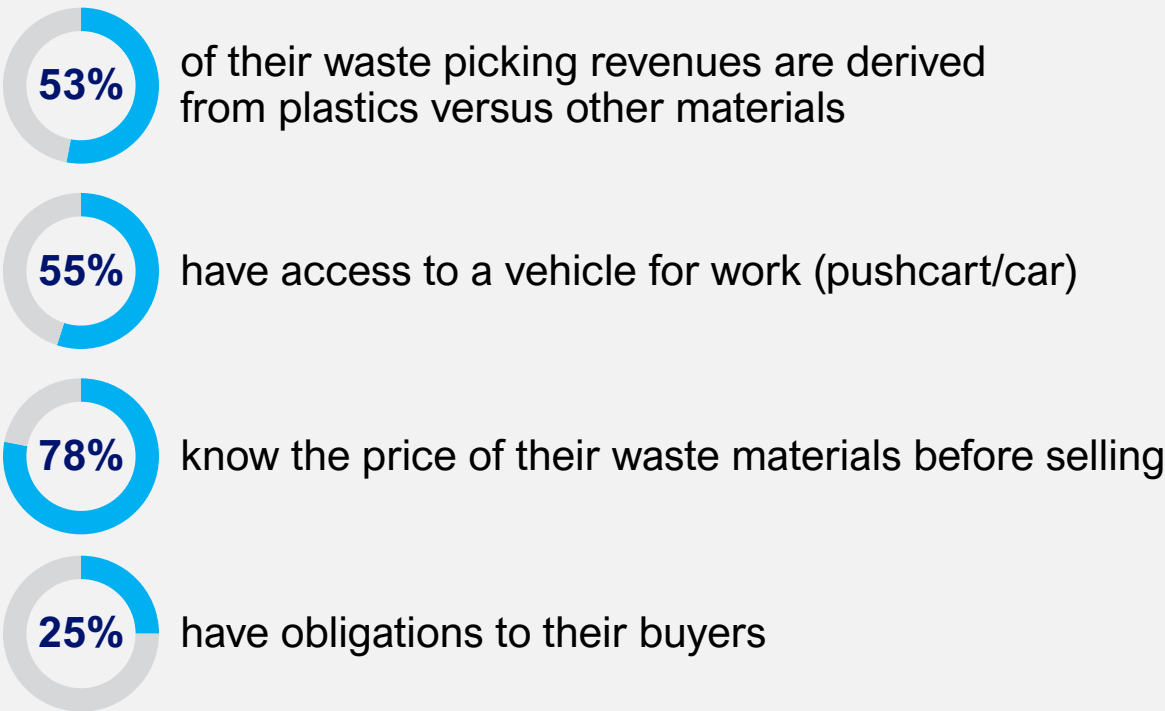 53%
of their waste picking revenues are derived
from plastics versus other materials
55%
have access to a vehicle for work (pushcart/car)
78%
know the price of their waste materials before selling
25%
have obligations to their buyers